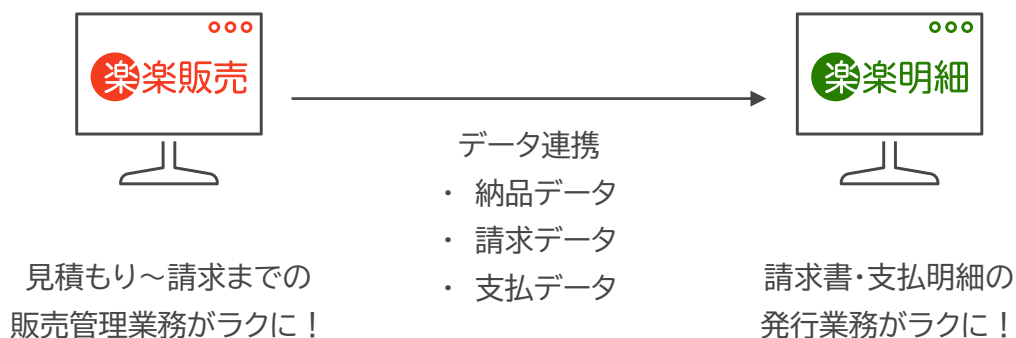 楽楽販売
楽楽明細
データ連携
・ 納品データ
・ 請求データ
・ 支払データ
見積もり～請求までの
販売管理業務がラクに！
請求書・支払明細の
発行業務がラクに！